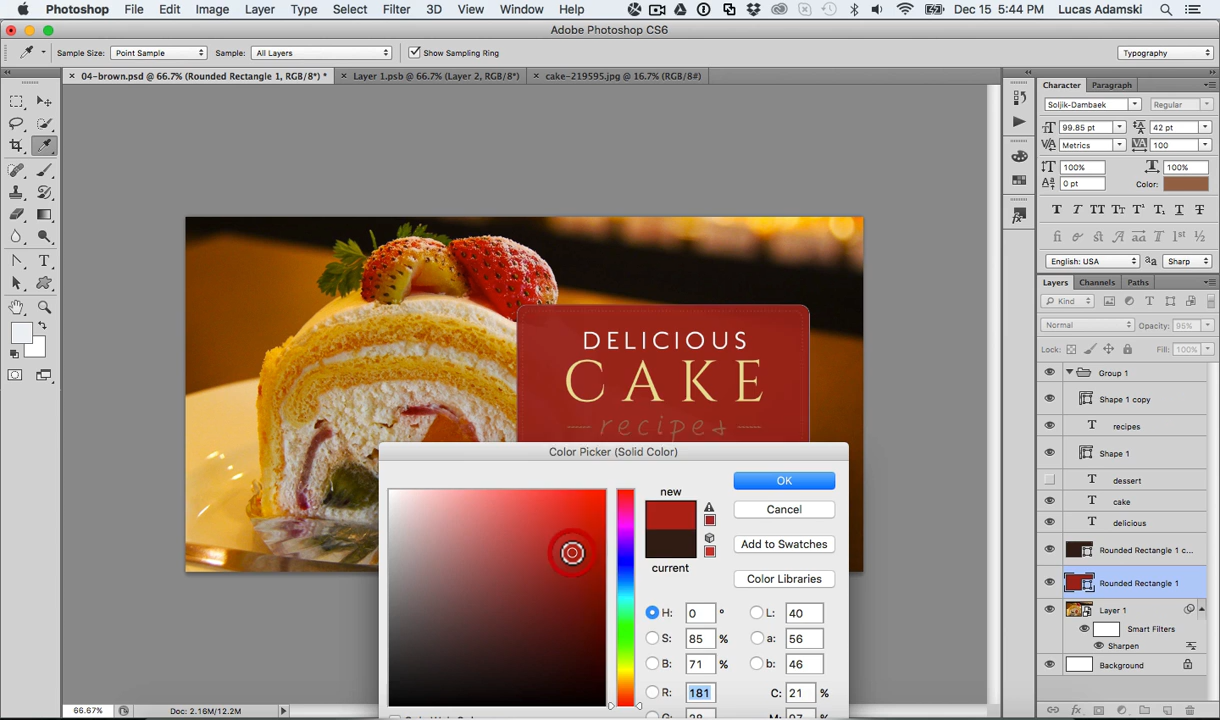 Photoshop File Edit Image Layer Type Select Filter 3D View Window Help Dec 15 5:44 PM Lucas Adamski
Adobe Photoshop CS6
Sample Size: Point Sample Sample: All Layers Show Sampling Ring Typography
× 04-brown.psd @ 66.7% (Rounded Rectangle 1, RGB/8*) * × Layer 1.psb @ 66.7% (Layer 2, RGB/8*) × cake-219595.jpg @ 16.7% (RGB/8#)
Character Paragraph
Soljik-Dambaek Regular
99.85 pt 42 pt
Metrics 100
100% 100%
0 pt Color:
English: USA Sharp
Layers Channels Paths
Kind
Normal Opacity: 95%
Lock: Fill: 100%
Group 1
Shape 1 copy
recipes
Shape 1
dessert
cake
delicious
Rounded Rectangle 1 c...
Rounded Rectangle 1
Layer 1
Smart Filters
Sharpen
Background
DELICIOUS
CAKE
recipes
Color Picker (Solid Color)
new
current
OK
Cancel
Add to Swatches
Color Libraries
H: 0 ° L: 40
S: 85 % a: 56
B: 71 % b: 46
R: 181 C: 21 %
66.67% Doc: 2.16M/12.2M